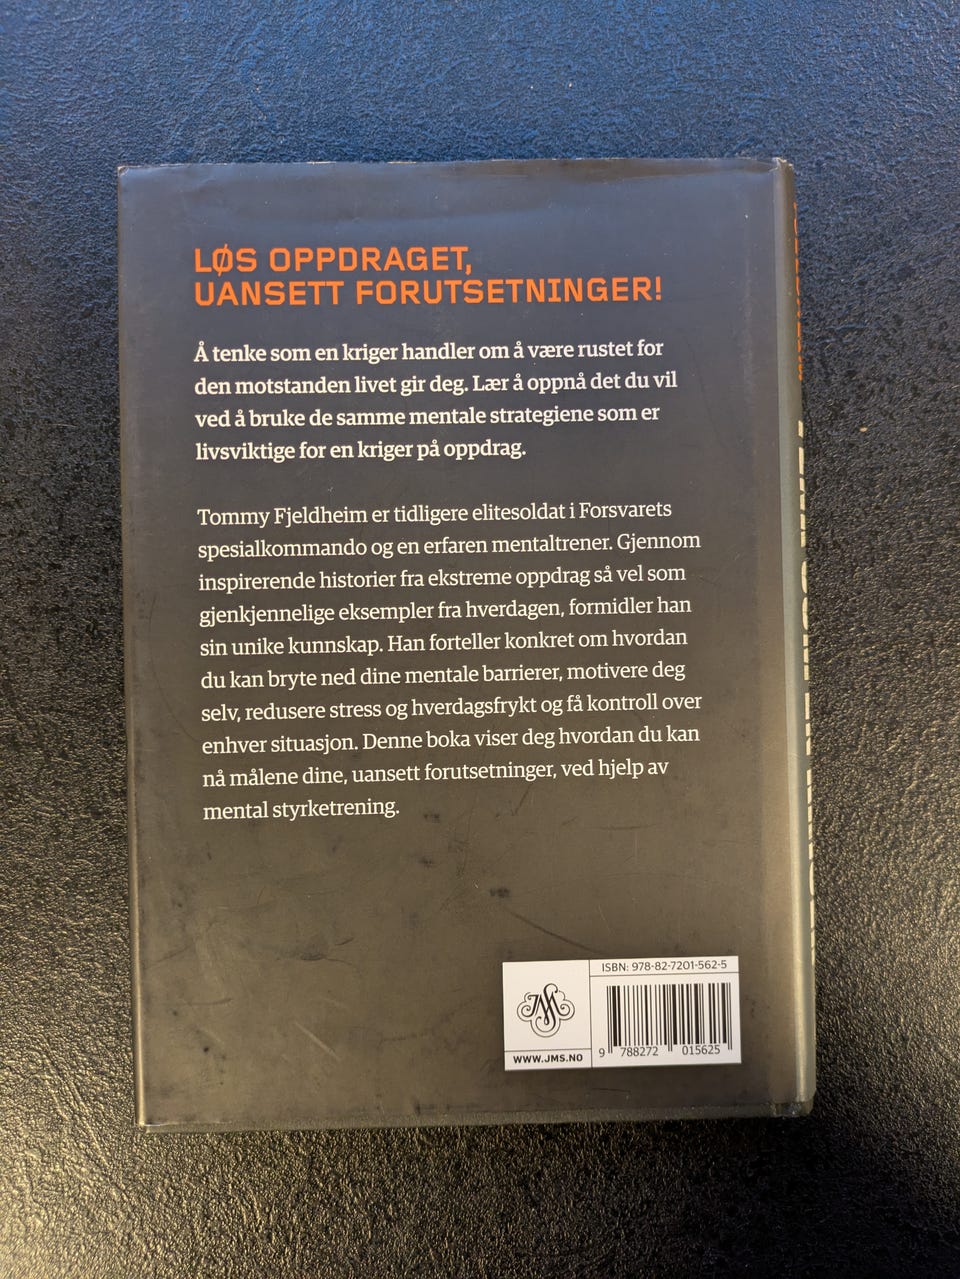 LØS OPPDRAGET,
UANSETT FORUTSETNINGER!
Å tenke som en kriger handler om å være rustet for
den motstanden livet gir deg. Lær å oppnå det du vil
ved å bruke de samme mentale strategiene som er
livsviktige for en kriger på oppdrag.
Tommy Fjeldheim er tidligere elitesoldat i Forsvarets
spesialkommando og en erfaren mentaltrener. Gjennom
inspirerende historier fra ekstreme oppdrag så vel som
gjenkjennelige eksempler fra hverdagen, formidler han
sin unike kunnskap. Han forteller konkret om hvordan
du kan bryte ned dine mentale barrierer, motivere deg
selv, redusere stress og hverdagsfrykt og få kontroll over
enhver situasjon. Denne boka viser deg hvordan du kan
nå målene dine, uansett forutsetninger, ved hjelp av
mental styrketrening.
ISBN: 978-82-7201-562-5
WWW.JMS.NO
9 788272 015625